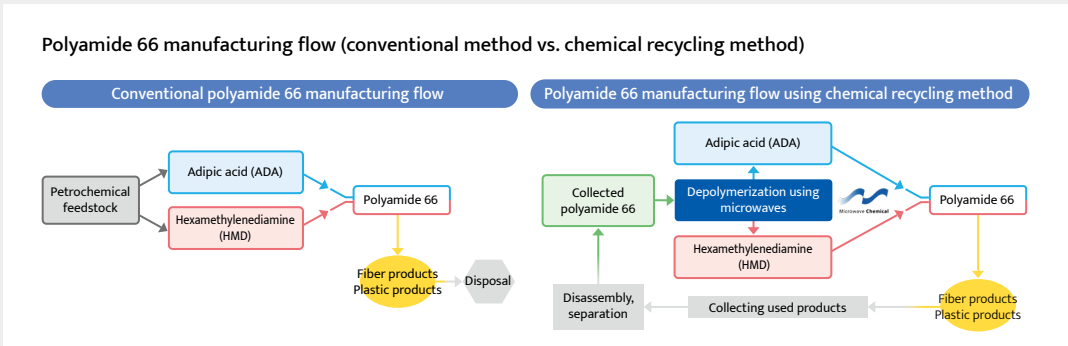 Polyamide 66 manufacturing flow (conventional method vs. chemical recycling method)
Conventional polyamide 66 manufacturing flow
Petrochemical
feedstock
Adipic acid (ADA)
Hexamethylenediamine
(HMD)
Polyamide 66
Fiber products
Plastic products
Disposal
Polyamide 66 manufacturing flow using chemical recycling method
Collected
polyamide 66
Adipic acid (ADA)
Depolymerization using
microwaves
Hexamethylenediamine
(HMD)
Microwave Chemical
Polyamide 66
Fiber products
Plastic products
Collecting used products
Disassembly,
separation